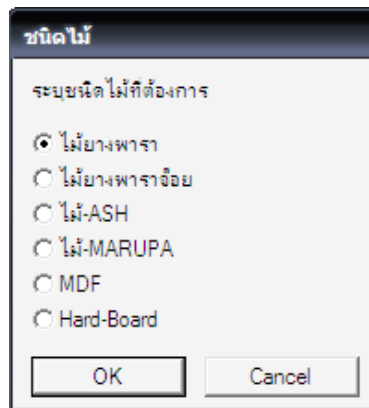 ชนิดไม้
ระบุชนิดไม้ที่ต้องการ
ไม้ยางพารา
ไม้ยางพาราจ๊อย
ไม้-ASH
ไม้-MARUPA
MDF
Hard-Board
OK Cancel